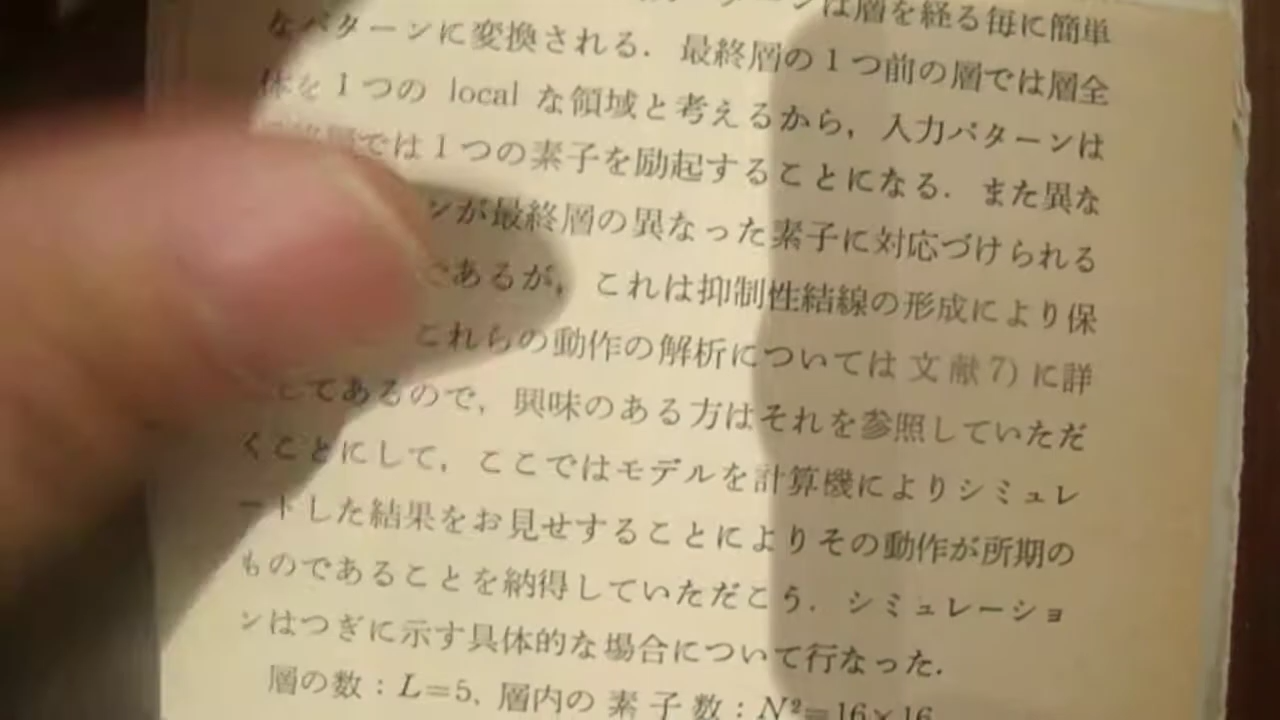 ンは層を経る毎に簡単
なパターンに変換される．最終層の1つ前の層では層全
体を1つの local な領域と考えるから，入力パターンは
では1つの素子を励起することになる．また異な
ンが最終層の異なった素子に対応づけられる
であるが，これは抑制性結線の形成により保
これらの動作の解析については文献7)に詳
してあるので，興味のある方はそれを参照していただ
くことにして，ここではモデルを計算機によりシミュレ
ートした結果をお見せすることによりその動作が所期の
ものであることを納得していただこう．シミュレーショ
ンはつぎに示す具体的な場合について行なった．
層の数：L=5，層内の素子数：N²=16×16